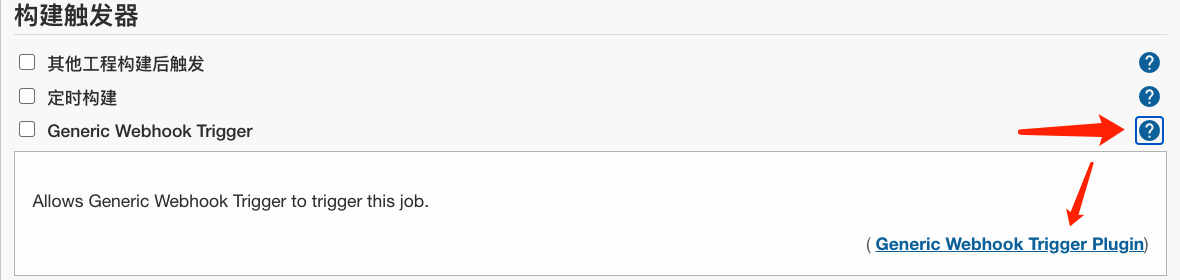 构建触发器
其他工程构建后触发
?
定时构建
?
Generic Webhook Trigger
?
Allows Generic Webhook Trigger to trigger this job.
( Generic Webhook Trigger Plugin)